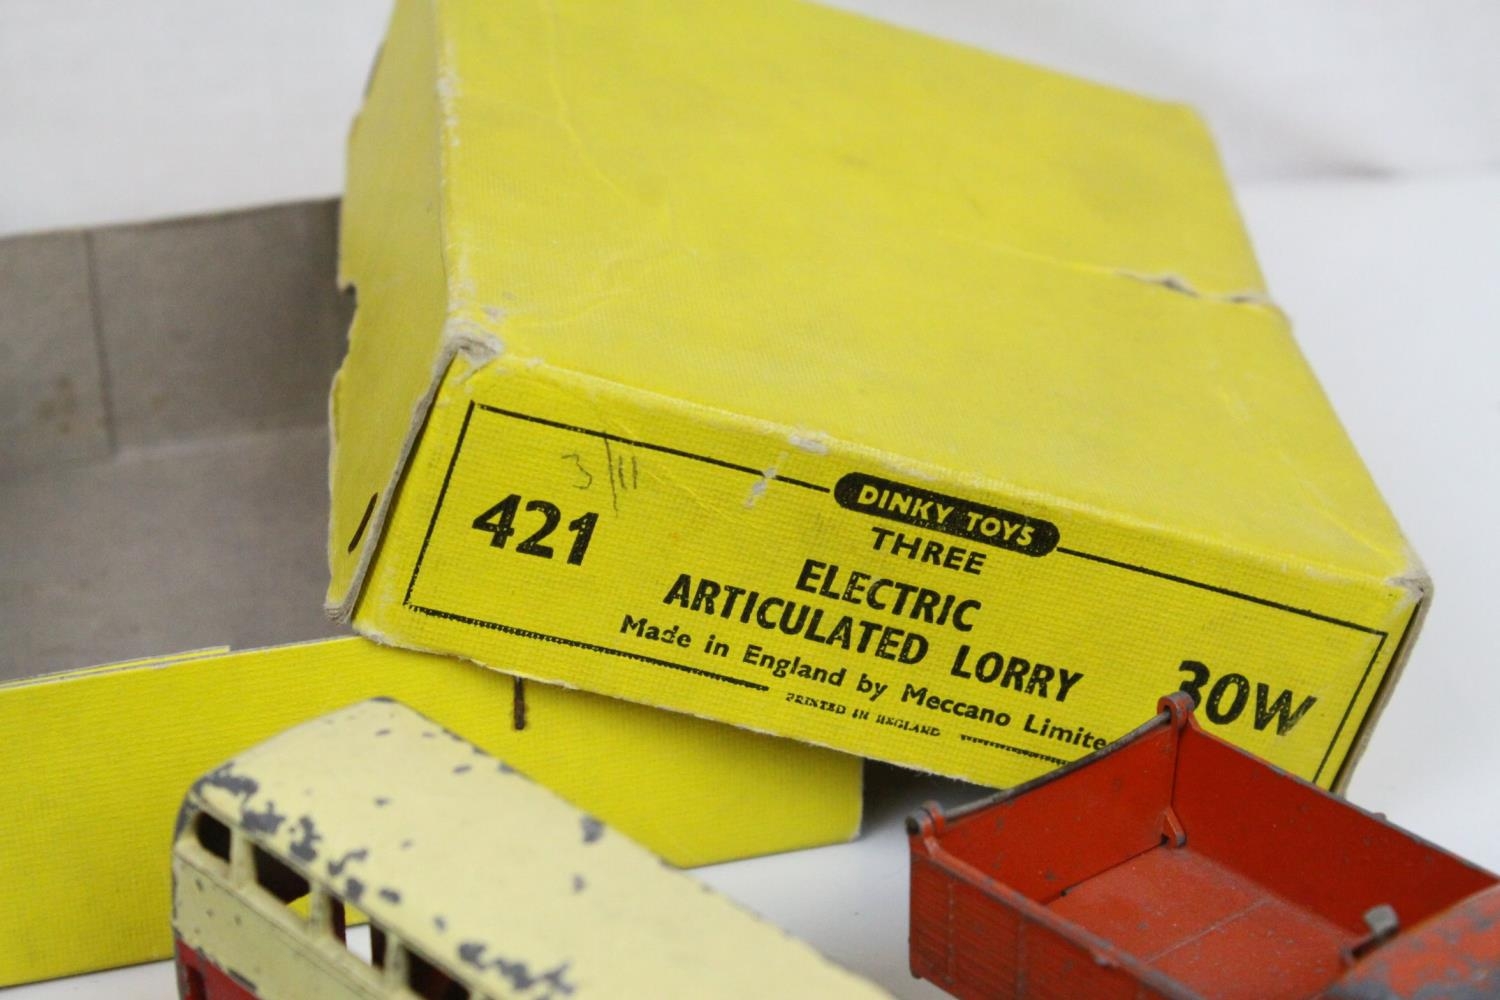 3/11
DINKY TOYS
421
THREE
ELECTRIC
ARTICULATED LORRY
30W
Made in England by Meccano Limite
PRINTED IN ENGLAND